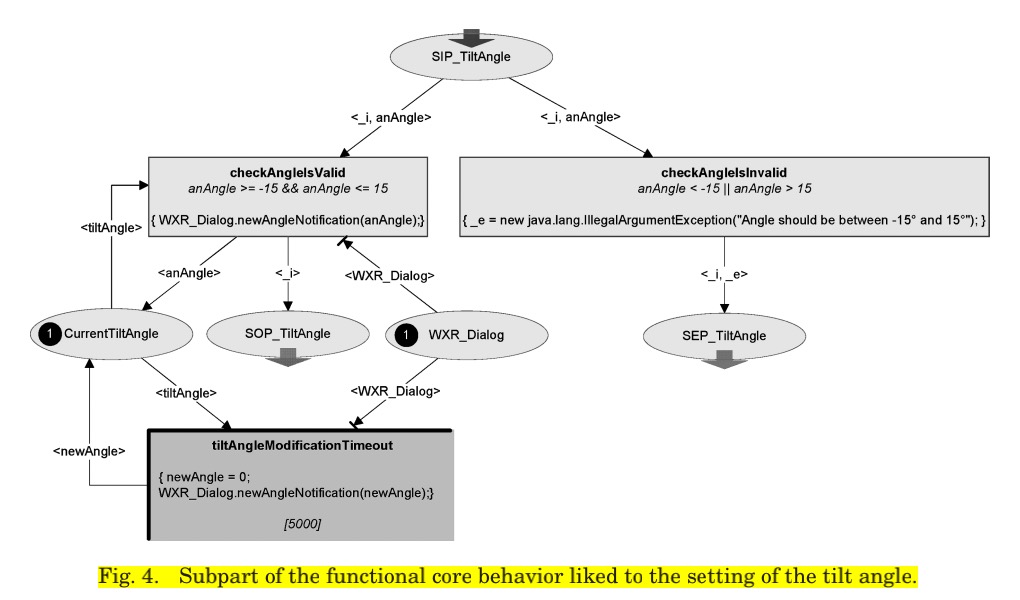 SIP_TiltAngle
<_i, anAngle>
<_i, anAngle>
checkAngleIsValid
anAngle >= -15 && anAngle <= 15
{ WXR_Dialog.newAngleNotification(anAngle);}
checkAngleIsInvalid
anAngle < -15 || anAngle > 15
{ _e = new java.lang.IllegalArgumentException("Angle should be between -15° and 15°"); }
<tiltAngle>
<anAngle>
<_i>
<WXR_Dialog>
<_i, _e>
1 CurrentTiltAngle
SOP_TiltAngle
1 WXR_Dialog
SEP_TiltAngle
<tiltAngle>
<WXR_Dialog>
<newAngle>
tiltAngleModificationTimeout
{ newAngle = 0;
WXR_Dialog.newAngleNotification(newAngle);}
[5000]
Fig. 4. Subpart of the functional core behavior liked to the setting of the tilt angle.